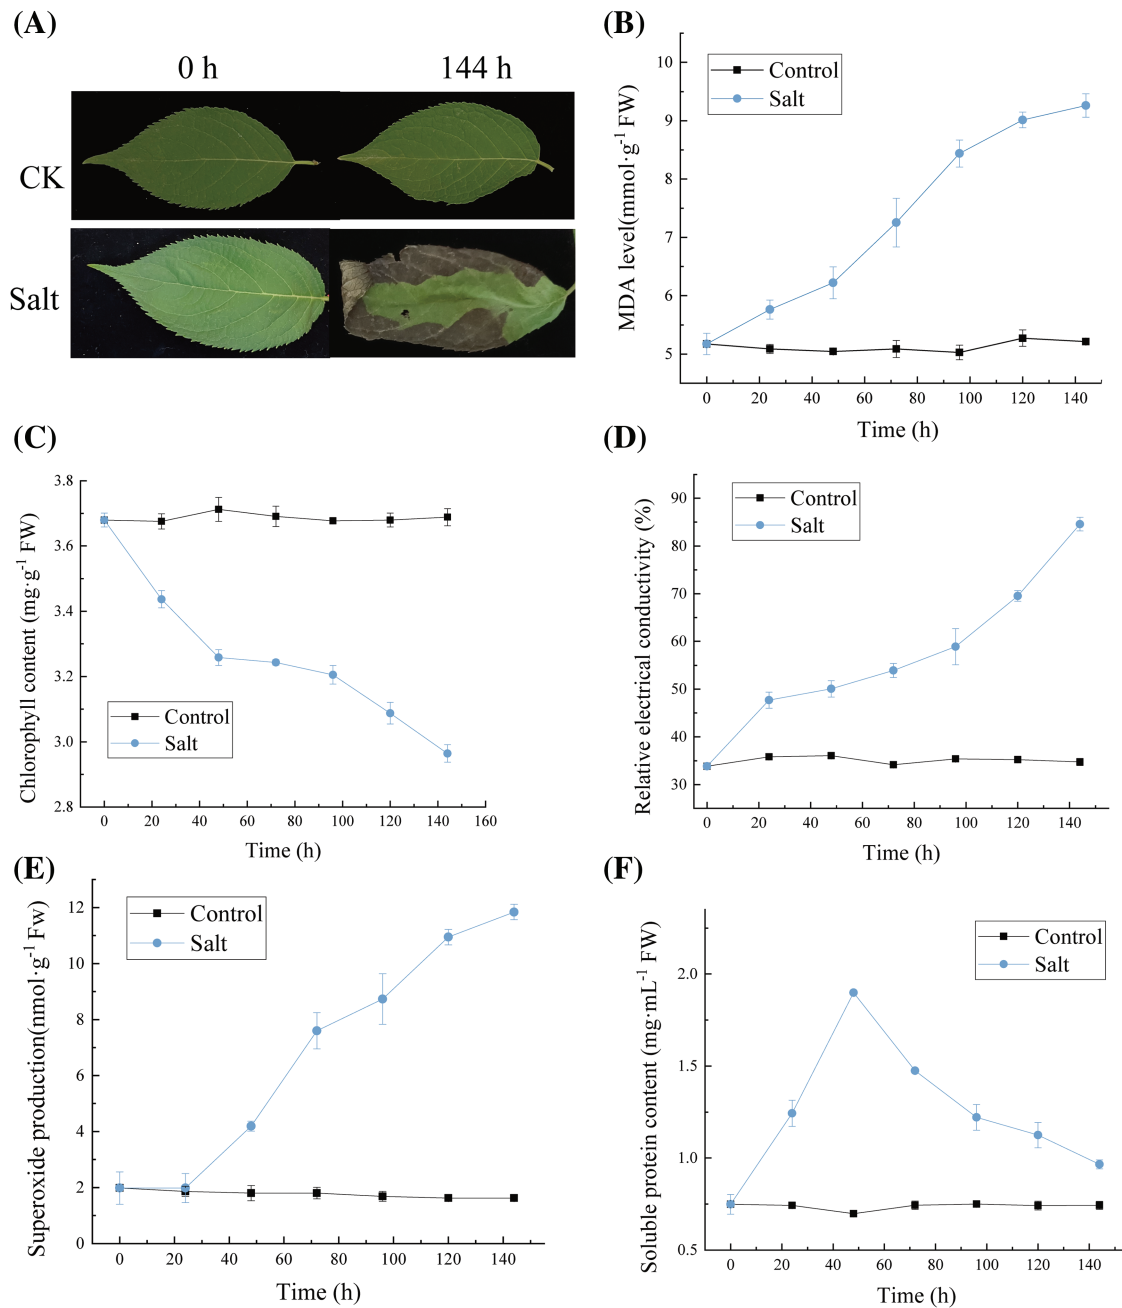 (A)
0 h 144 h
CK
Salt
(B)
Control
Salt
MDA level(mmol·g⁻¹ FW)
10
9
8
7
6
5
0 20 40 60 80 100 120 140
Time (h)
(C)
Chlorophyll content (mg·g⁻¹ FW)
3.8
3.6
3.4
3.2
3.0
2.8
Control
Salt
0 20 40 60 80 100 120 140 160
Time (h)
(D)
Control
Salt
Relative electrical conductivity (%)
90
80
70
60
50
40
30
0 20 40 60 80 100 120 140
Time (h)
(E)
Control
Salt
Superoxide production(nmol·g⁻¹ Fw)
12
10
8
6
4
2
0
0 20 40 60 80 100 120 140
Time (h)
(F)
Control
Salt
Soluble protein content (mg·mL⁻¹ FW)
2.0
1.5
1.0
0.5
0 20 40 60 80 100 120 140
Time (h)